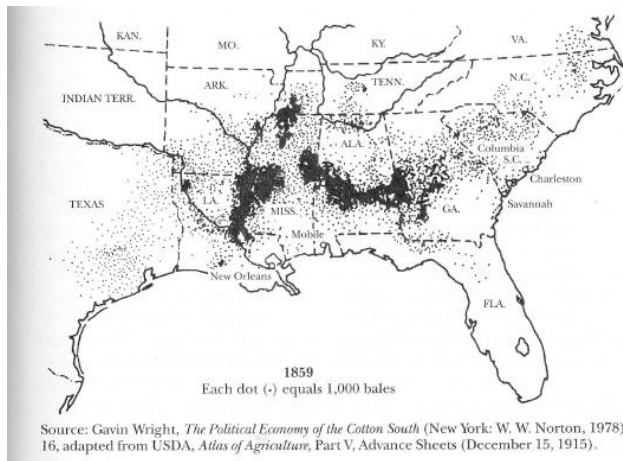 KAN.
MO.
KY.
VA.
INDIAN TERR.
ARK.
TENN.
N.C.
ALA.
Columbia
S.C.
Charleston
TEXAS
LA.
MISS.
GA.
Savannah
Mobile
New Orleans
FLA.
1859
Each dot (·) equals 1,000 bales
Source: Gavin Wright, The Political Economy of the Cotton South (New York: W. W. Norton, 1978)
16, adapted from USDA, Atlas of Agriculture, Part V, Advance Sheets (December 15, 1915).